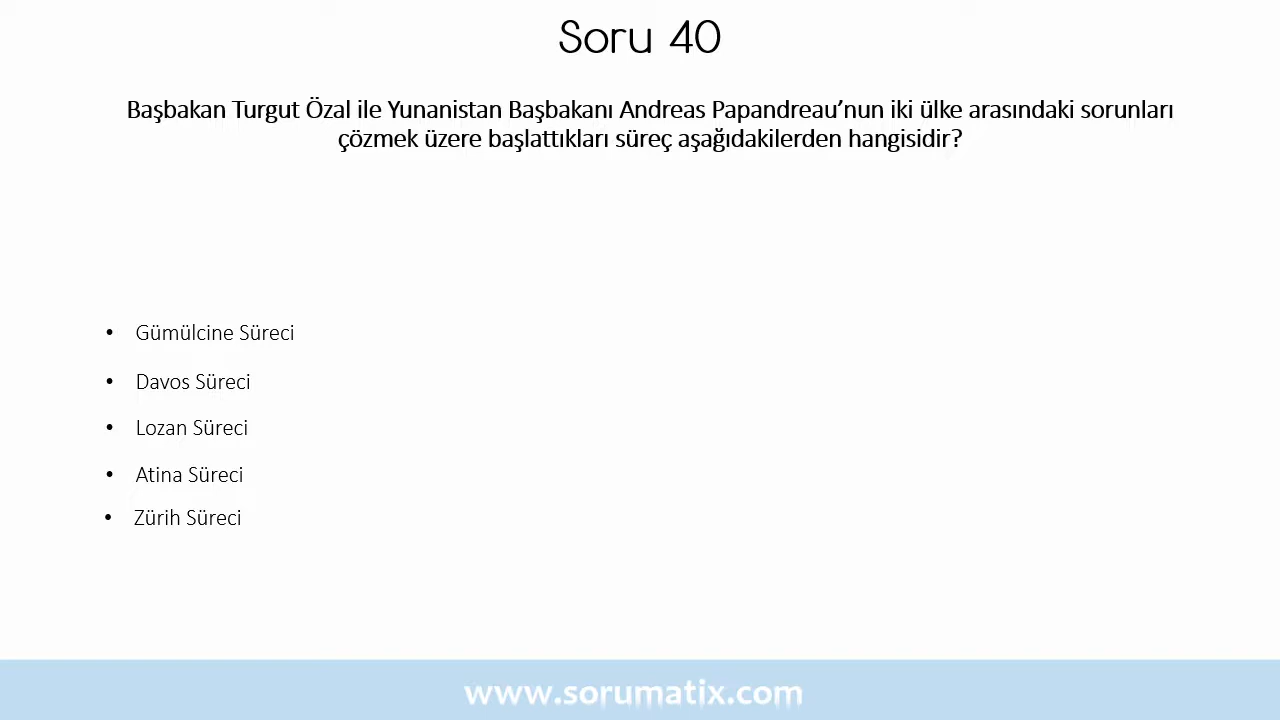 Soru 40
Başbakan Turgut Özal ile Yunanistan Başbakanı Andreas Papandreau’nun iki ülke arasındaki sorunları
çözmek üzere başlattıkları süreç aşağıdakilerden hangisidir?
• Gümülcine Süreci
• Davos Süreci
• Lozan Süreci
• Atina Süreci
• Zürih Süreci
www.sorumatix.com